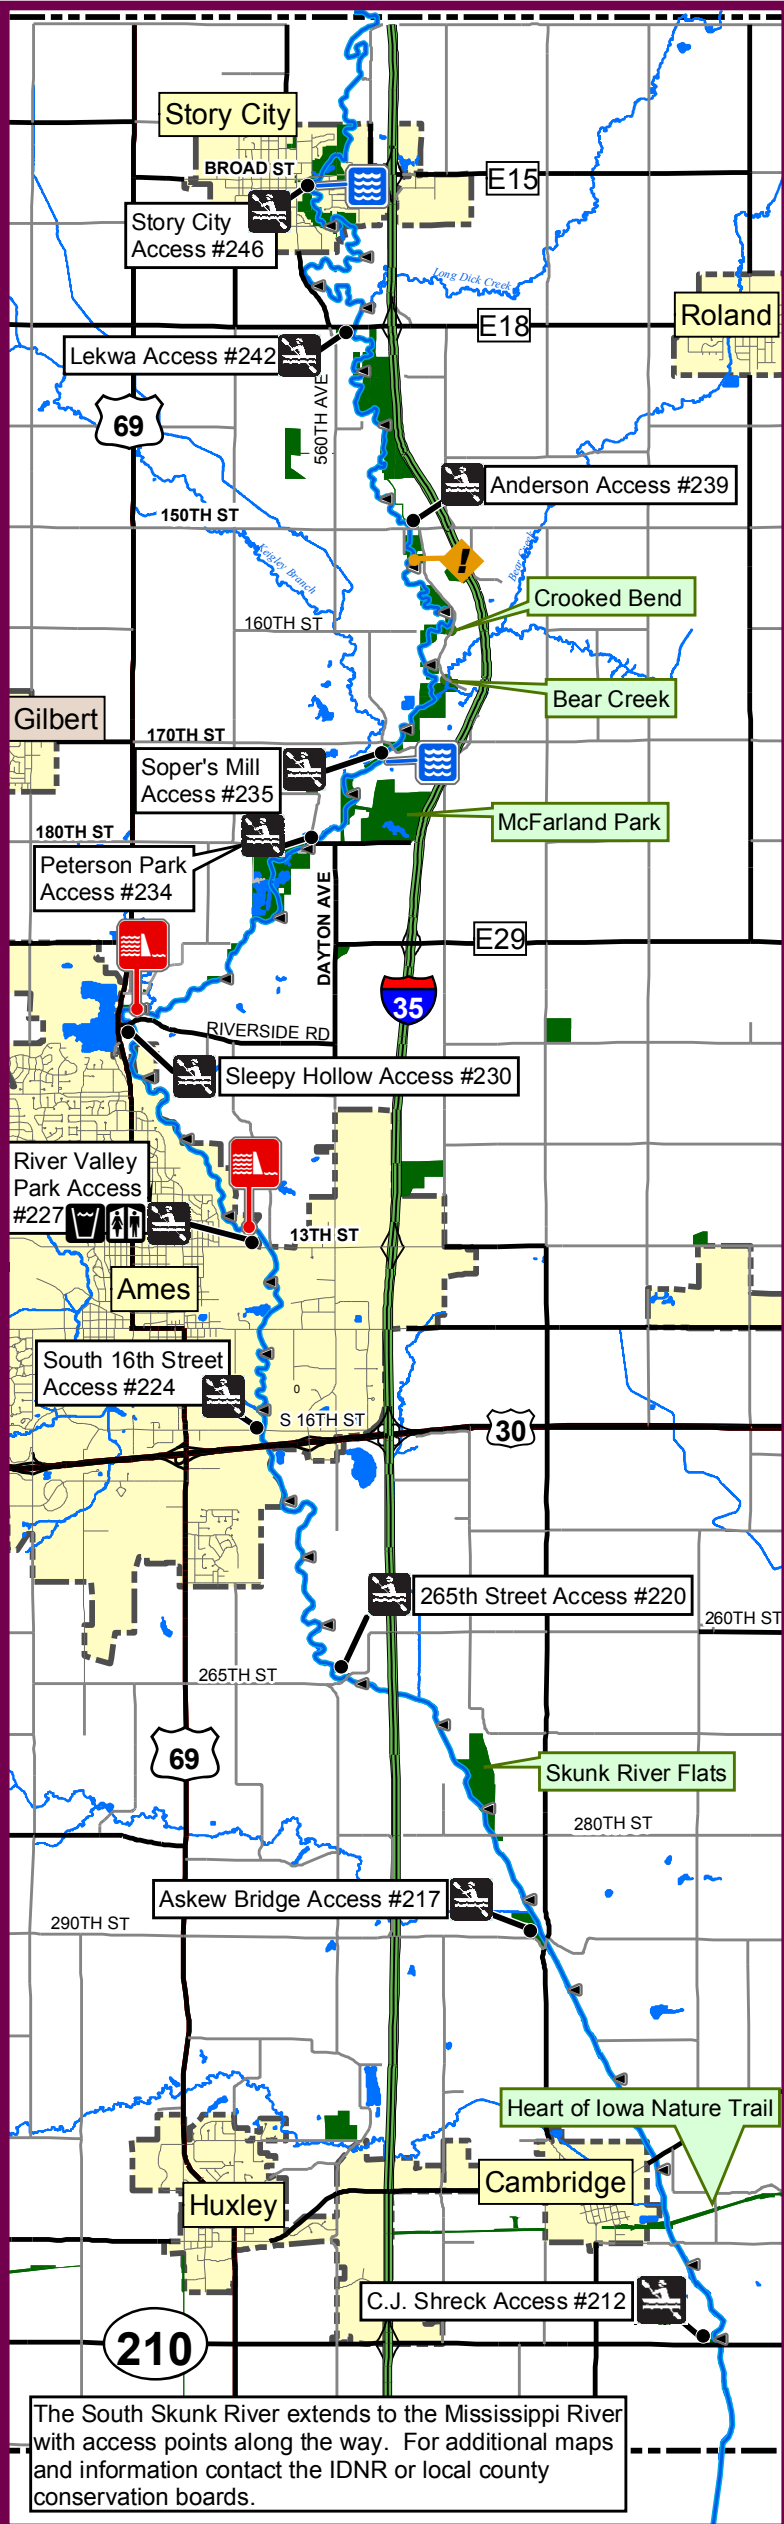 Story City
BROAD ST
E15
Story City
Access #246
Long Dick Creek
Roland
E18
Lekwa Access #242
69
560TH AVE
Anderson Access #239
150TH ST
Keigley Branch
Bear Creek
!
Crooked Bend
160TH ST
Bear Creek
Gilbert
170TH ST
Soper's Mill
Access #235
McFarland Park
180TH ST
Peterson Park
Access #234
DAYTON AVE
E29
35
RIVERSIDE RD
Sleepy Hollow Access #230
River Valley
Park Access
#227
13TH ST
Ames
South 16th Street
Access #224
0
S 16TH ST
30
265th Street Access #220
260TH ST
265TH ST
69
Skunk River Flats
280TH ST
Askew Bridge Access #217
290TH ST
Heart of Iowa Nature Trail
Cambridge
Huxley
C.J. Shreck Access #212
210
The South Skunk River extends to the Mississippi River
with access points along the way.  For additional maps
and information contact the IDNR or local county
conservation boards.